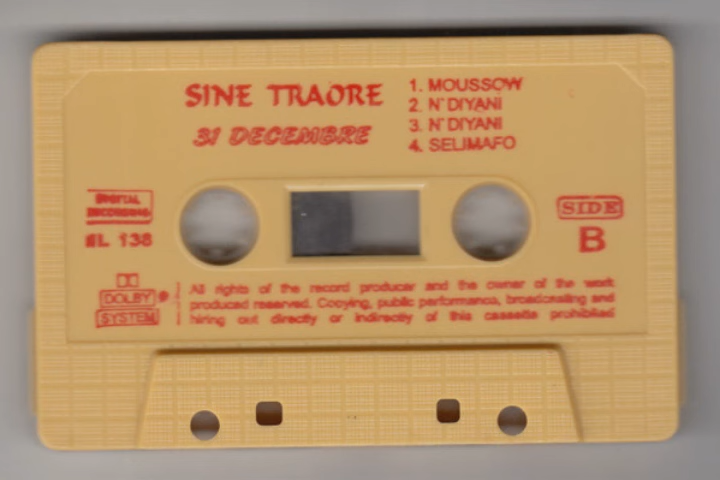 SINE TRAORE
31 DECEMBRE
1. MOUSSOW
2. N'DIYANI
3. N'DIYANI
4. SELIMAFO
DIGITAL
RECORDING
L 138
SIDE
B
DOLBY
SYSTEM
All rights of the record producer and the owner of the work
produced reserved. Copying, public performance, broadcasting and
hiring out directly or indirectly of this cassette prohibited